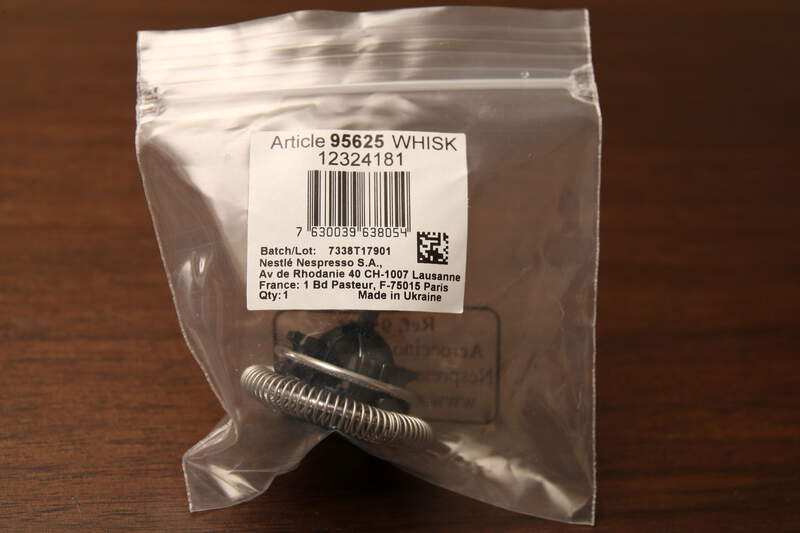 Article 95625 WHISK
12324181
7 630039 638054
Batch/Lot: 7338T17901
Nestlé Nespresso S.A.,
Av de Rhodanie 40 CH-1007 Lausanne
France: 1 Bd Pasteur, F-75015 Paris
Qty: 1 Made in Ukraine
Ref.